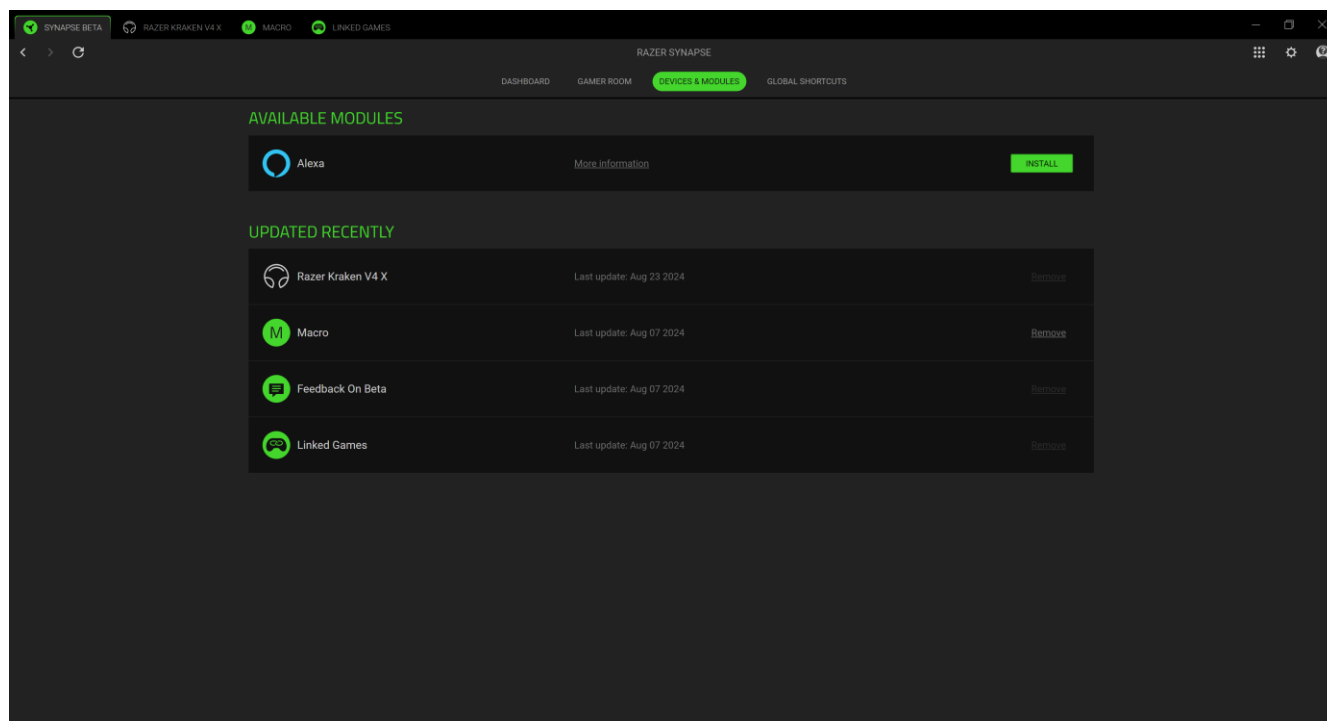 SYNAPSE BETA RAZER KRAKEN V4 X M MACRO LINKED GAMES
RAZER SYNAPSE
DASHBOARD GAMER ROOM DEVICES & MODULES GLOBAL SHORTCUTS
AVAILABLE MODULES
Alexa More information INSTALL
UPDATED RECENTLY
Razer Kraken V4 X Last update: Aug 23 2024 Remove
M Macro Last update: Aug 07 2024 Remove
Feedback On Beta Last update: Aug 07 2024 Remove
Linked Games Last update: Aug 07 2024 Remove